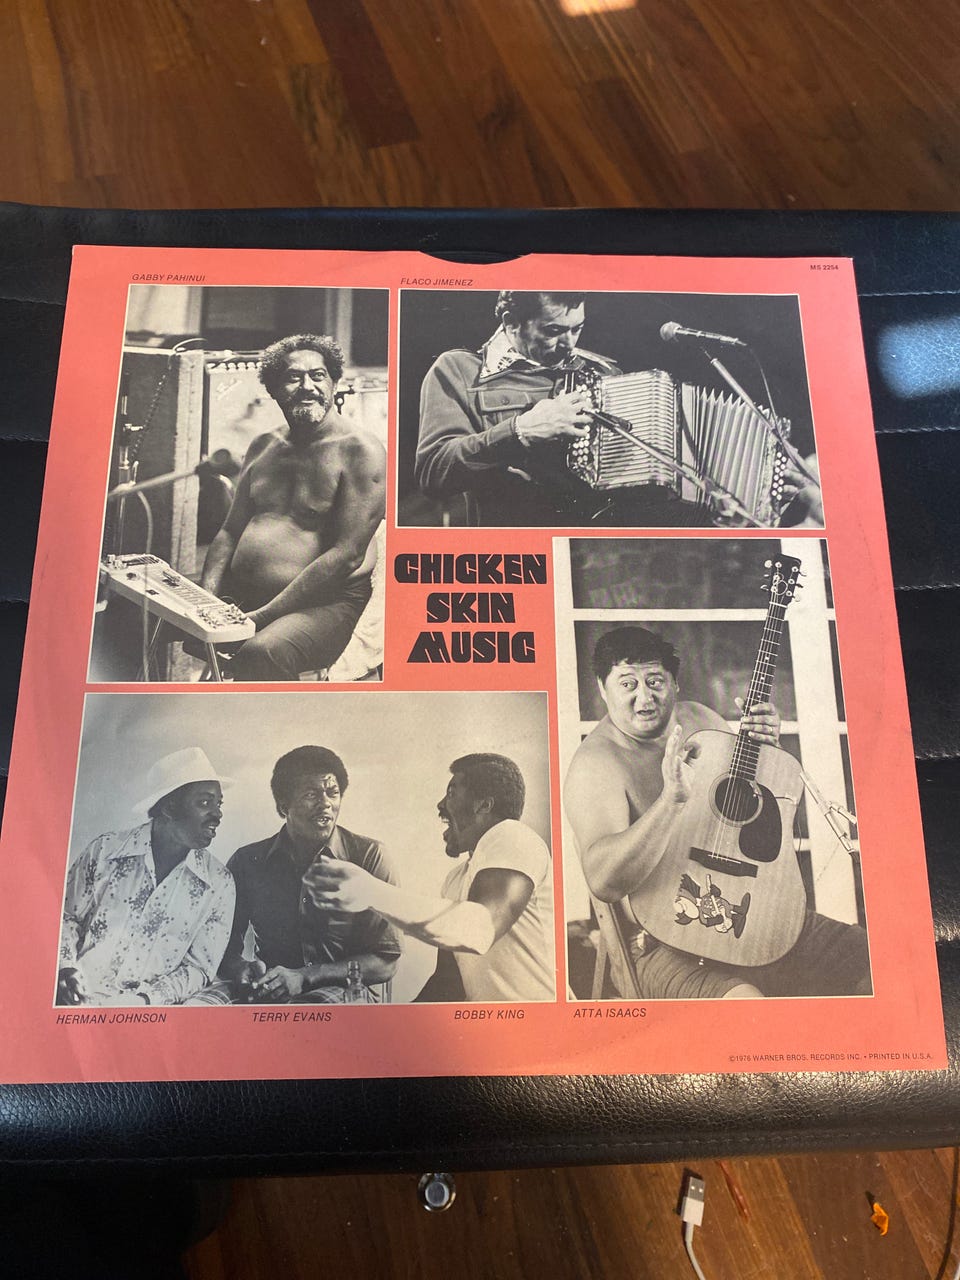 GABBY PAHINUI
FLACO JIMENEZ
MS 2254
CHICKEN
SKIN
MUSIC
HERMAN JOHNSON
TERRY EVANS
BOBBY KING
ATTA ISAACS
©1976 WARNER BROS. RECORDS INC. • PRINTED IN U.S.A.